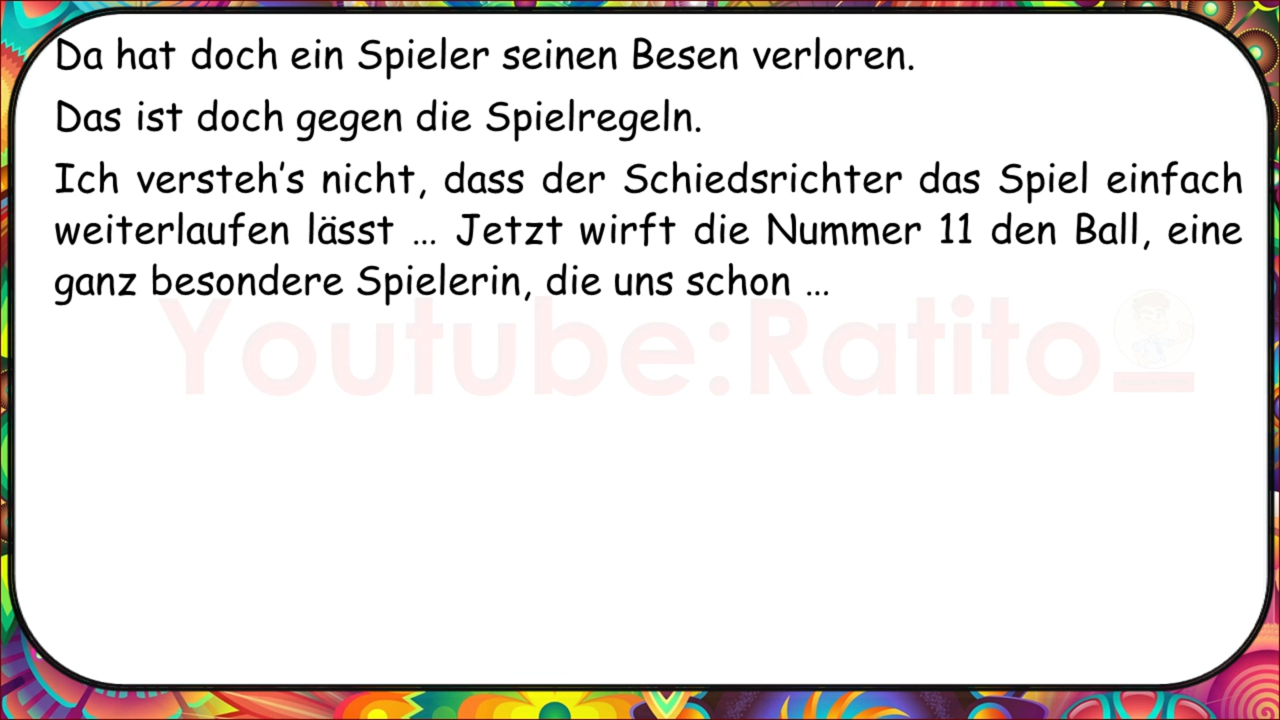 Da hat doch ein Spieler seinen Besen verloren.
Das ist doch gegen die Spielregeln.
Ich versteh’s nicht, dass der Schiedsrichter das Spiel einfach
weiterlaufen lässt … Jetzt wirft die Nummer 11 den Ball, eine
ganz besondere Spielerin, die uns schon …
Youtube:Ratito